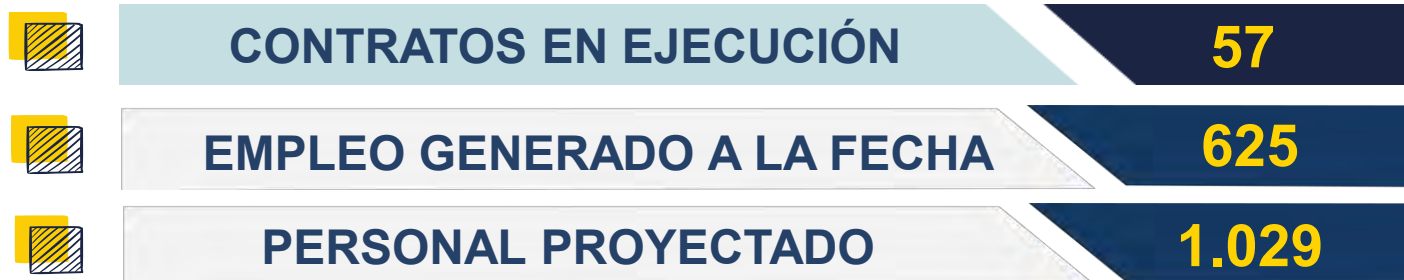 CONTRATOS EN EJECUCIÓN 57
EMPLEO GENERADO A LA FECHA 625
PERSONAL PROYECTADO 1.029